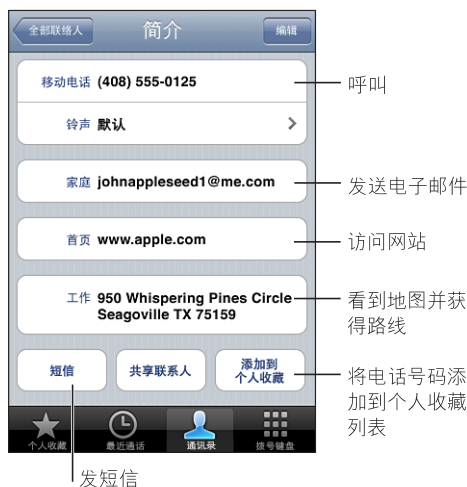 全部联络人 简介 编辑
移动电话 (408) 555-0125
呼叫
铃声 默认
家庭 johnappleseed1@me.com
发送电子邮件
首页 www.apple.com
访问网站
工作 950 Whispering Pines Circle
Seagoville TX 75159
看到地图并获
得路线
短信
共享联系人
添加到
个人收藏
将电话号码添
加到个人收藏
列表
个人收藏 最近通话 通讯录 拨号键盘
发短信